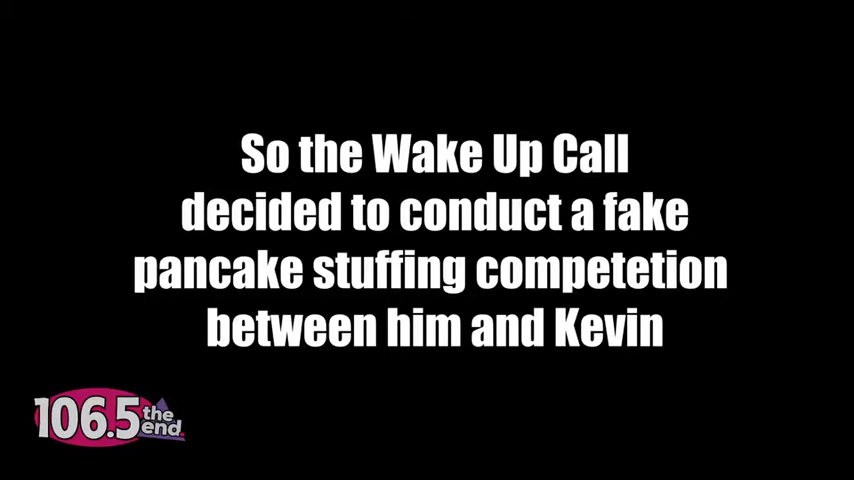 So the Wake Up Call
decided to conduct a fake
pancake stuffing competetion
between him and Kevin
106.5 the
end.